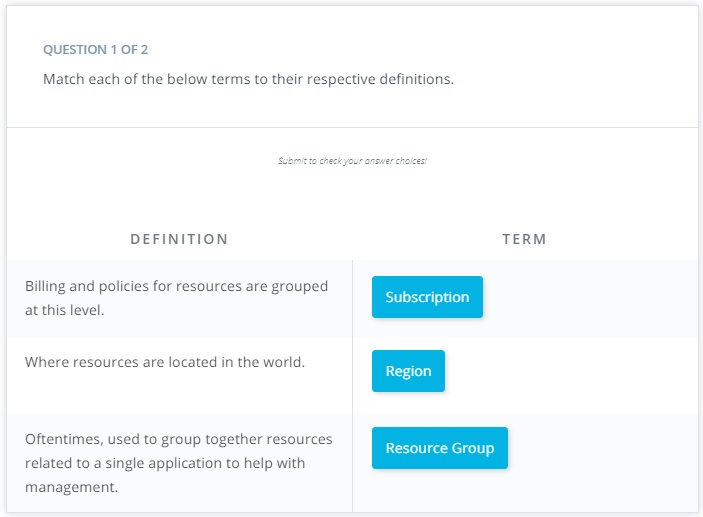 QUESTION 1 OF 2
Match each of the below terms to their respective definitions.
Submit to check your answer choices!
DEFINITION
TERM
Billing and policies for resources are grouped
at this level.
Subscription
Where resources are located in the world.
Region
Oftentimes, used to group together resources
related to a single application to help with
management.
Resource Group